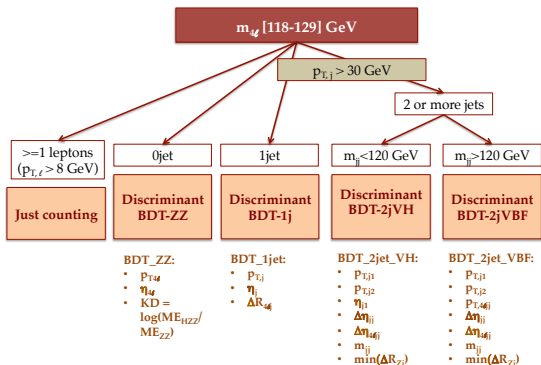 m4ℓ [118-129] GeV
pT, j > 30 GeV
2 or more jets
>=1 leptons
(pT, ℓ > 8 GeV)
0jet
1jet
mjj<120 GeV
mjj>120 GeV
Just counting
Discriminant
BDT-ZZ
Discriminant
BDT-1j
Discriminant
BDT-2jVH
Discriminant
BDT-2jVBF
BDT_ZZ:
• pT4ℓ
• η4ℓ
• KD =
log(MEHZZ/
MEZZ)
BDT_1jet:
• pT,j
• ηj
• ΔR4ℓj
BDT_2jet_VH:
• pT,j1
• pT,j2
• ηj1
• Δηjj
• Δη4ℓjj
• mjj
• min(ΔRZj)
BDT_2jet_VBF:
• pT,j1
• pT,j2
• pT,4ℓjj
• Δηjj
• Δη4ℓjj
• mjj
• min(ΔRZj)